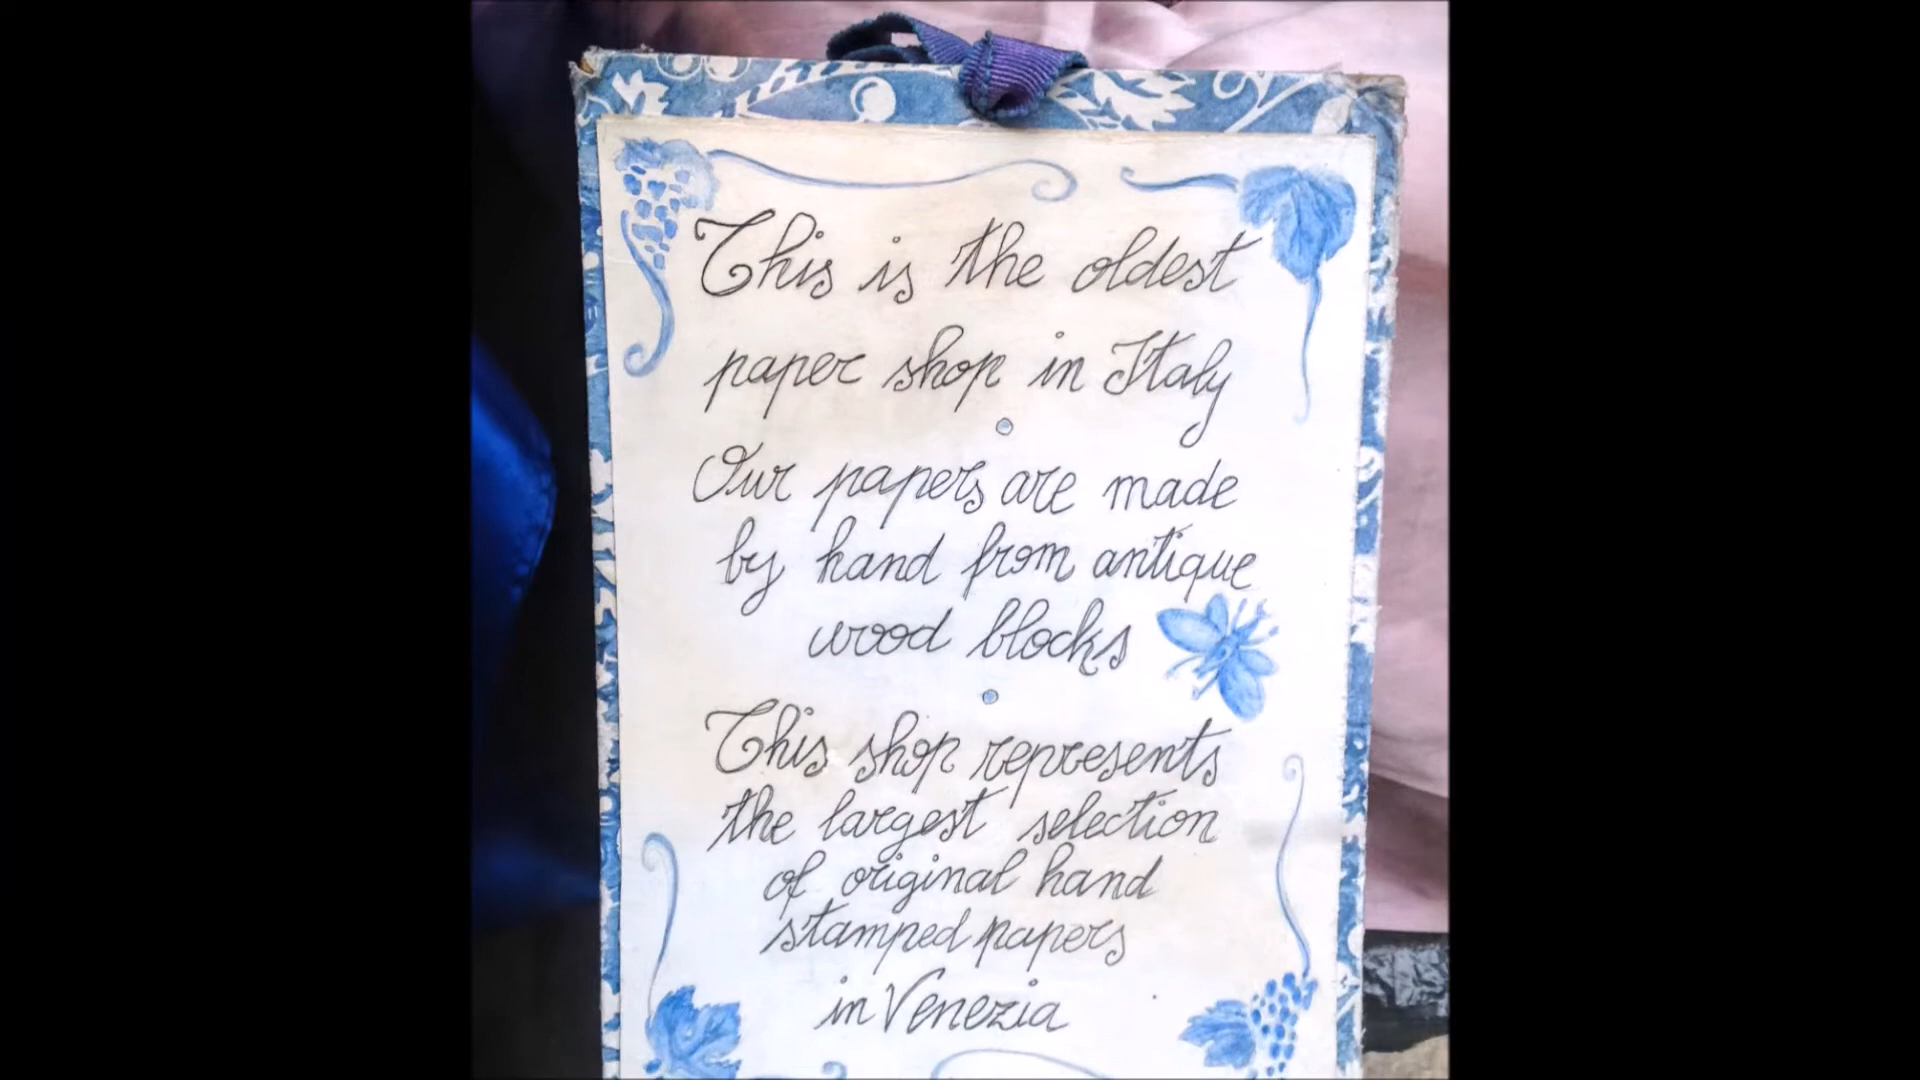 This is the oldest
paper shop in Italy
Our papers are made
by hand from antique
wood blocks
This shop represents
the largest selection
of original hand
stamped papers
in Venezia